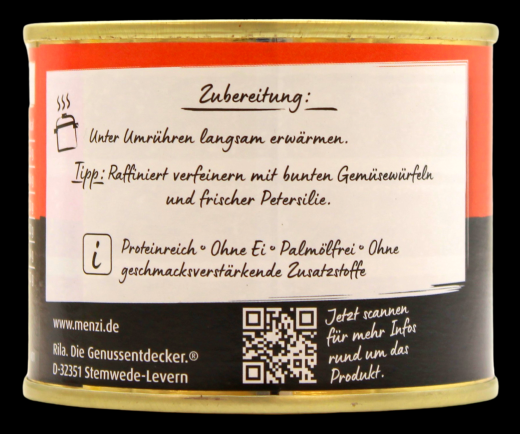 Zubereitung:
Unter Umrühren langsam erwärmen.
Tipp: Raffiniert verfeinern mit bunten Gemüsewürfeln
und frischer Petersilie.
i
Proteinreich ° Ohne Ei ° Palmölfrei ° Ohne
geschmacksverstärkende Zusatzstoffe
www.menzi.de
Rila. Die Genussentdecker.®
D-32351 Stemwede-Levern
Jetzt scannen
für mehr Infos
rund um das
Produkt.